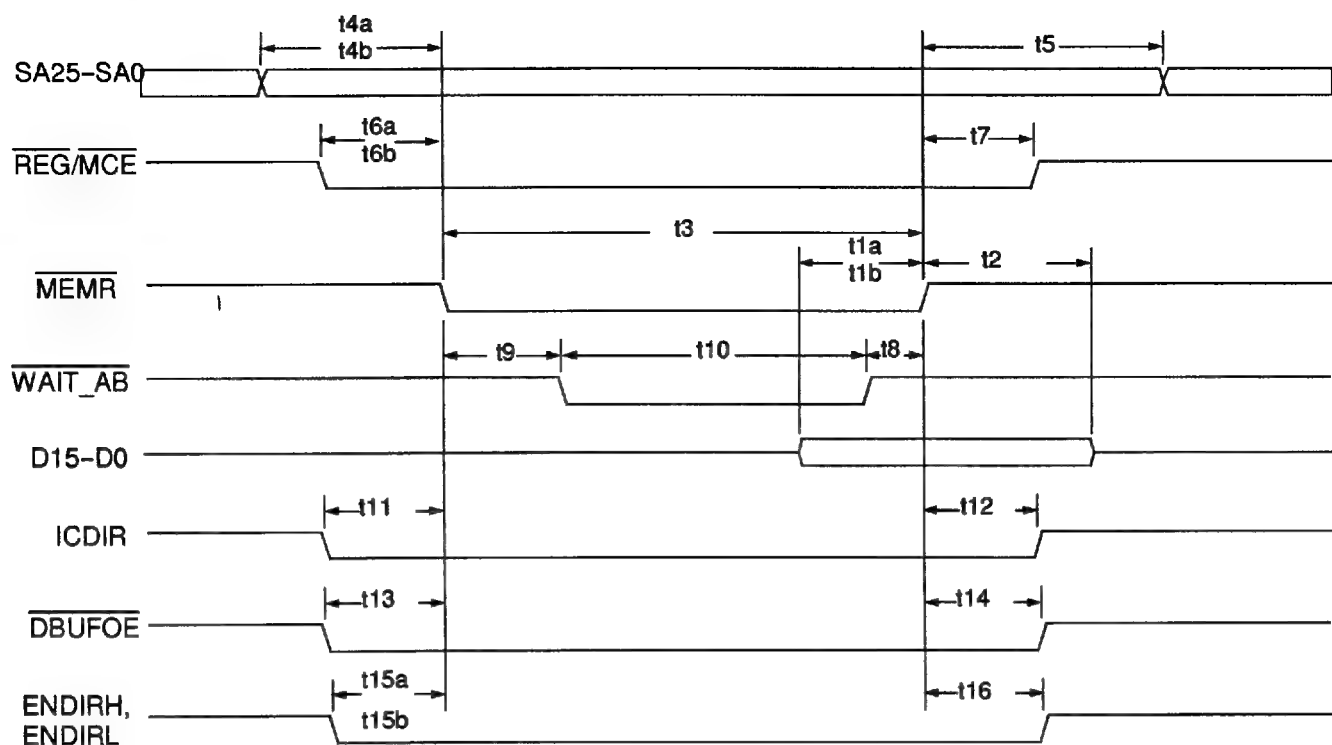 t4a
t4b
t5
SA25-SA0
t6a
t6b
t7
REG/MCE
t3
t1a
t1b
t2
MEMR
t9
t10
t8
WAIT_AB
D15-D0
t11
t12
ICDIR
t13
t14
DBUFOE
t15a
t15b
t16
ENDIRH,
ENDIRL